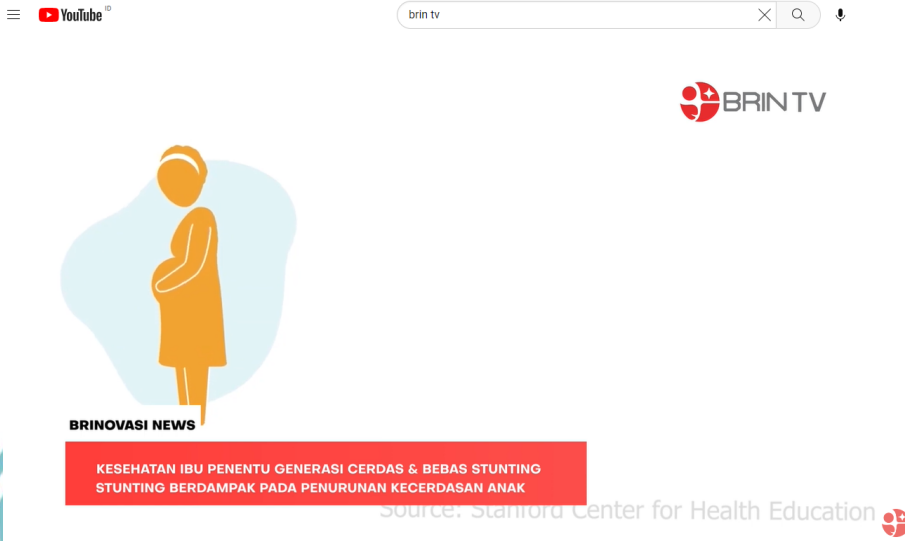 YouTube ID
brin tv
BRIN TV
BRINOVASI NEWS
KESEHATAN IBU PENENTU GENERASI CERDAS & BEBAS STUNTING
STUNTING BERDAMPAK PADA PENURUNAN KECERDASAN ANAK
Source: Stanford Center for Health Education